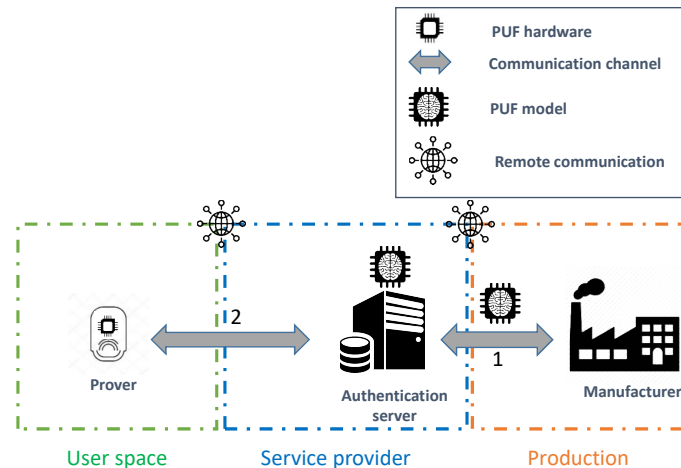 PUF hardware
Communication channel
PUF model
Remote communication
2
1
Prover
Authentication
server
Manufacturer
User space
Service provider
Production